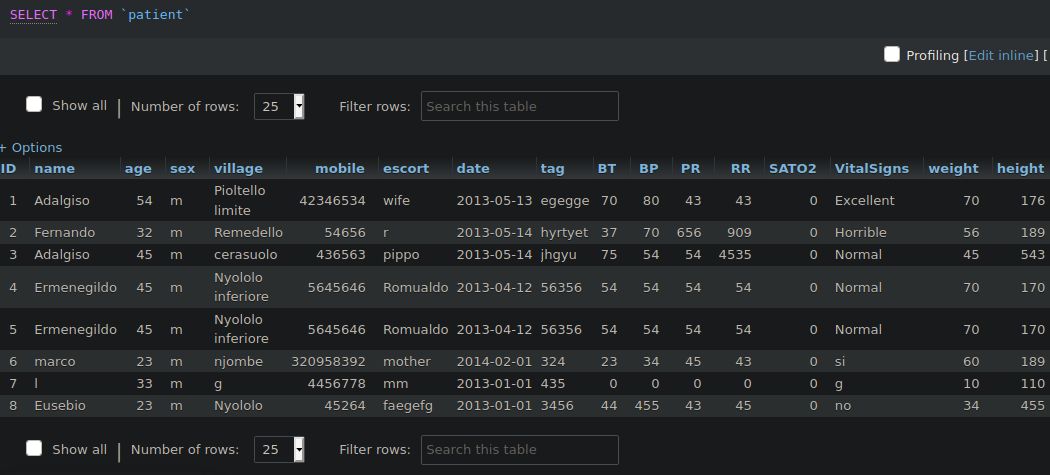 SELECT * FROM `patient`
Profiling [Edit inline] [
Show all | Number of rows: 25 Filter rows: Search this table
+ Options
ID name age sex village mobile escort date tag BT BP PR RR SATO2 VitalSigns weight height
1 Adalgiso 54 m Pioltello limite 42346534 wife 2013-05-13 egegge 70 80 43 43 0 Excellent 70 176
2 Fernando 32 m Remedello 54656 r 2013-05-14 hyrtyet 37 70 656 909 0 Horrible 56 189
3 Adalgiso 45 m cerasuolo 436563 pippo 2013-05-14 jhgyu 75 54 54 4535 0 Normal 45 543
4 Ermenegildo 45 m Nyololo inferiore 5645646 Romualdo 2013-04-12 56356 54 54 54 54 0 Normal 70 170
5 Ermenegildo 45 m Nyololo inferiore 5645646 Romualdo 2013-04-12 56356 54 54 54 54 0 Normal 70 170
6 marco 23 m njombe 320958392 mother 2014-02-01 324 23 34 45 43 0 si 60 189
7 l 33 m g 4456778 mm 2013-01-01 435 0 0 0 0 0 g 10 110
8 Eusebio 23 m Nyololo 45264 faegefg 2013-01-01 3456 44 455 43 45 0 no 34 455
Show all | Number of rows: 25 Filter rows: Search this table